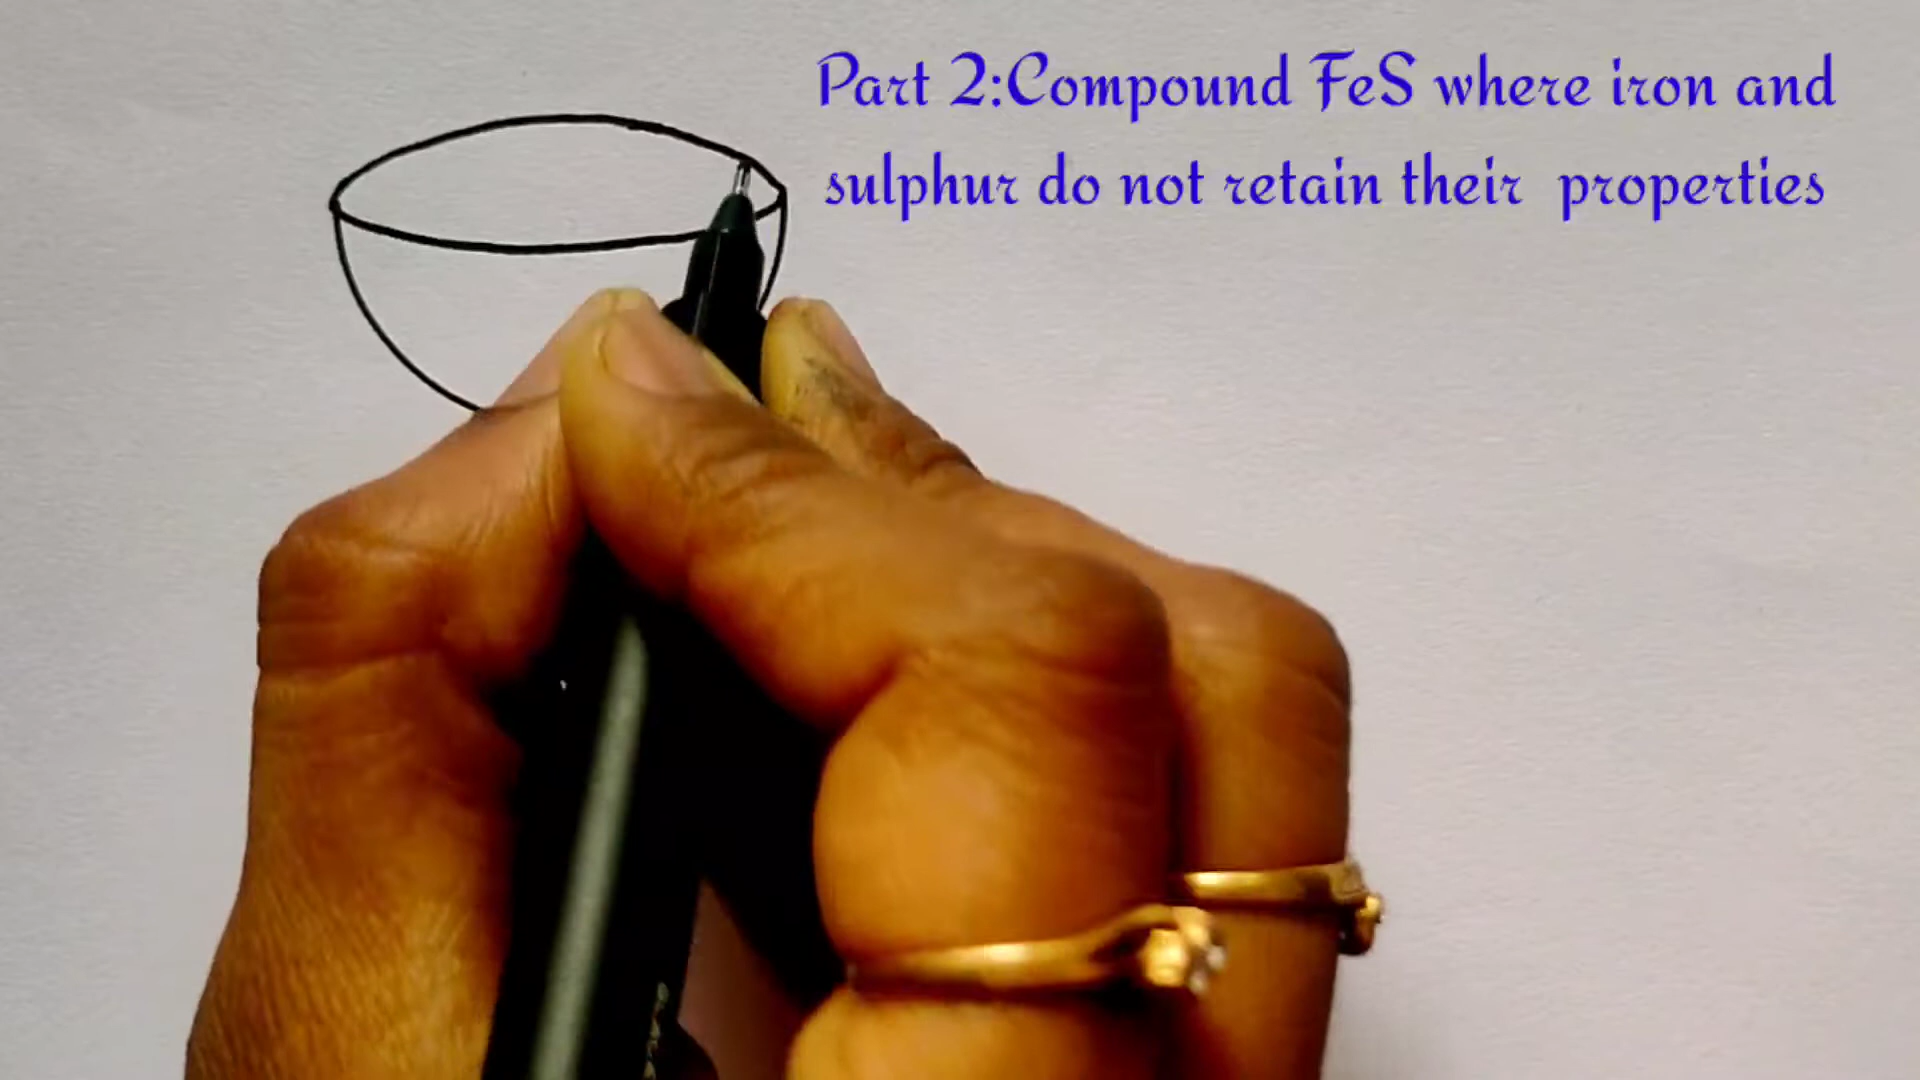 Part 2:Compound FeS where iron and
sulphur do not retain their properties